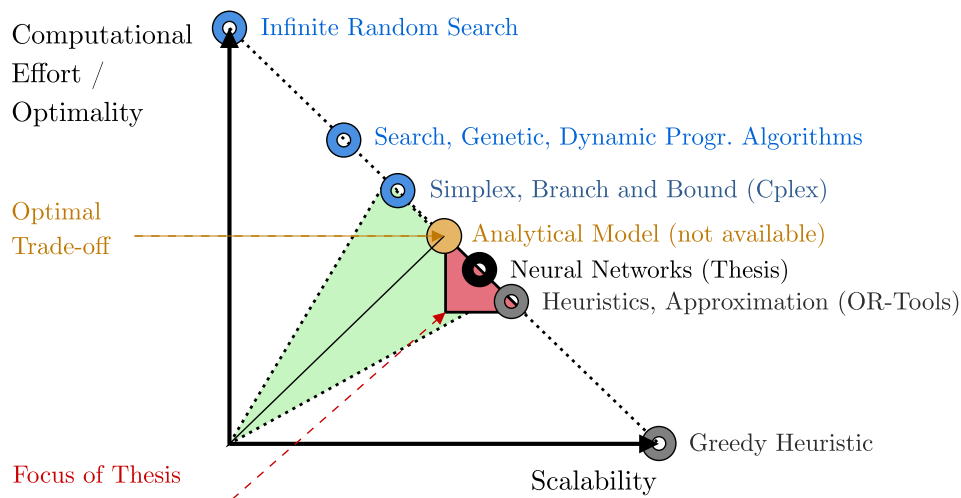 Computational
Effort /
Optimality
Infinite Random Search
Search, Genetic, Dynamic Progr. Algorithms
Simplex, Branch and Bound (Cplex)
Optimal
Trade-off
Analytical Model (not available)
Neural Networks (Thesis)
Heuristics, Approximation (OR-Tools)
Greedy Heuristic
Focus of Thesis
Scalability